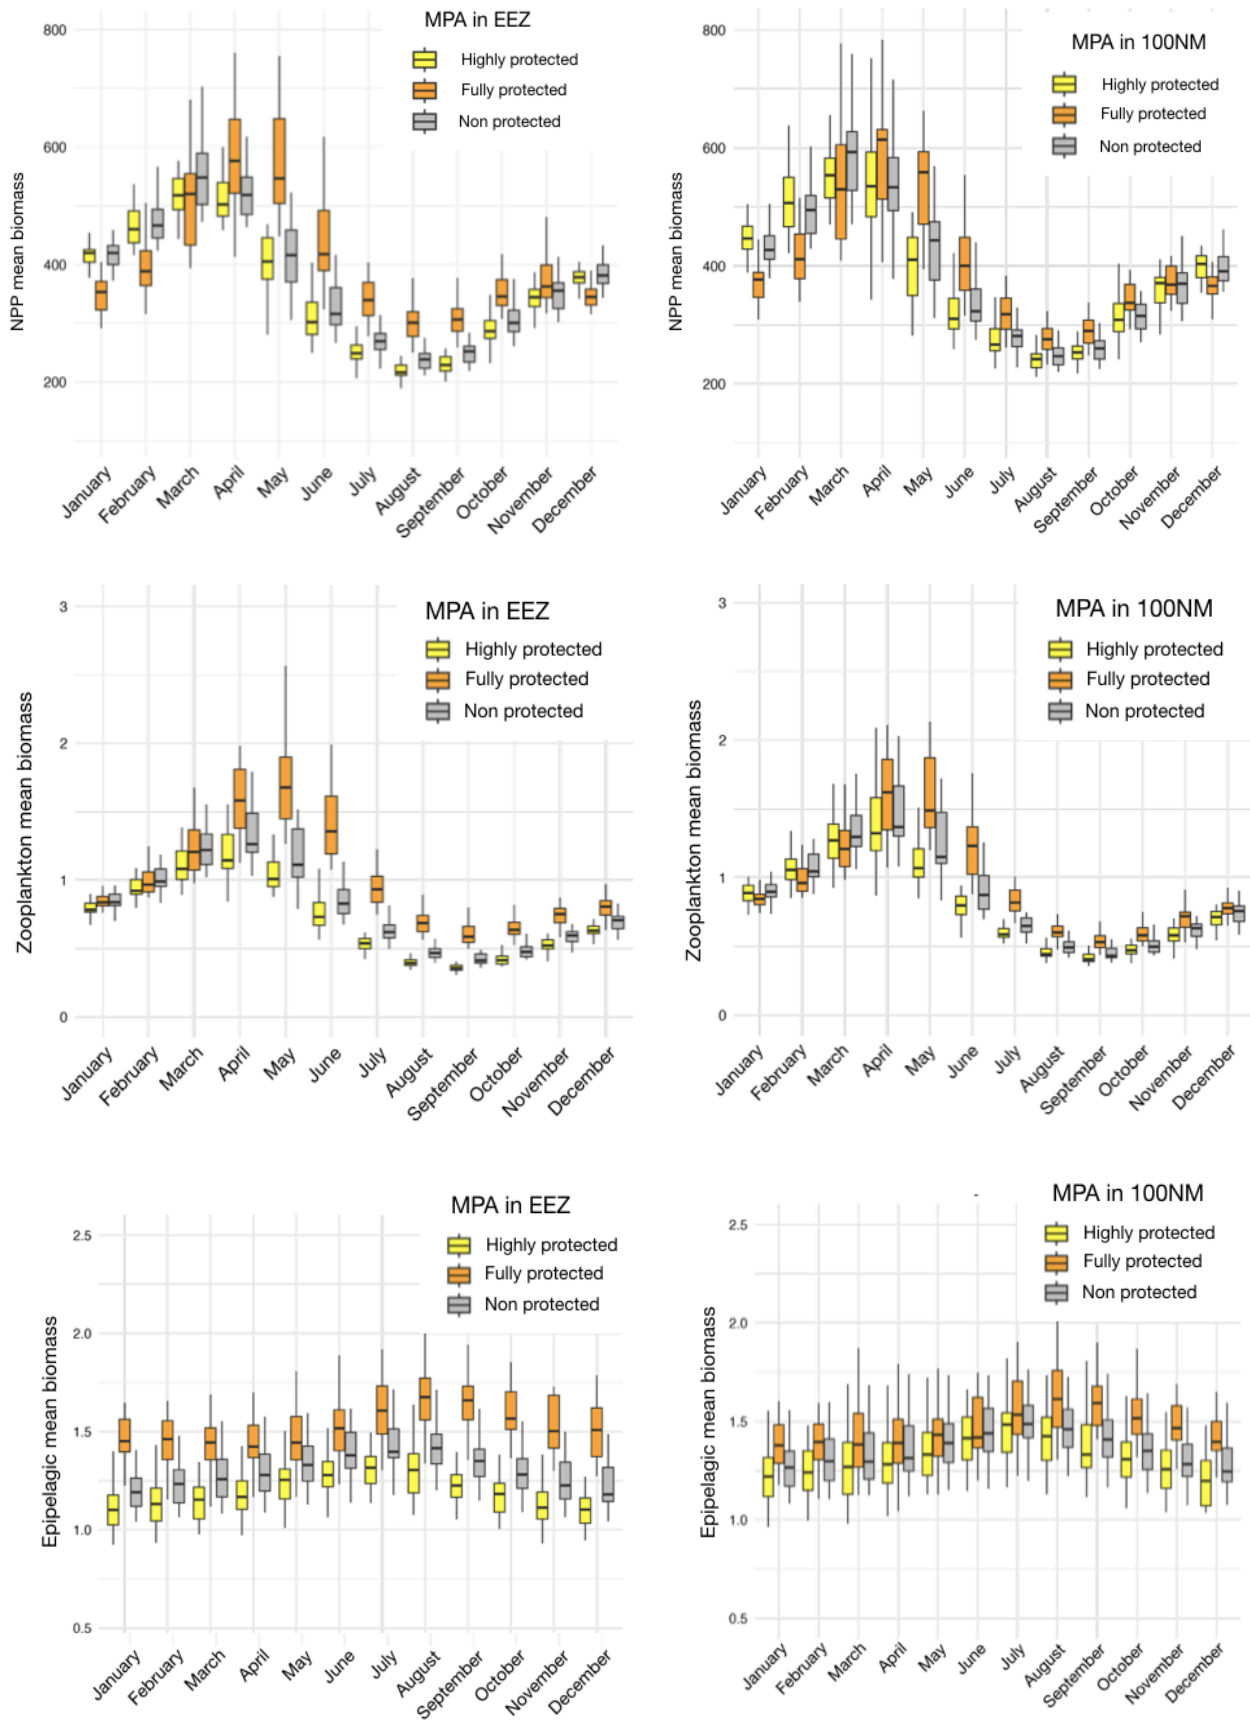 MPA in EEZ
Highly protected
Fully protected
Non protected
NPP mean biomass
800
600
400
200
January
February
March
April
May
June
July
August
September
October
November
December
MPA in 100NM
Highly protected
Fully protected
Non protected
NPP mean biomass
800
600
400
200
January
February
March
April
May
June
July
August
September
October
November
December
MPA in EEZ
Highly protected
Fully protected
Non protected
Zooplankton mean biomass
3
2
1
0
January
February
March
April
May
June
July
August
September
October
November
December
MPA in 100NM
Highly protected
Fully protected
Non protected
Zooplankton mean biomass
3
2
1
0
January
February
March
April
May
June
July
August
September
October
November
December
MPA in EEZ
Highly protected
Fully protected
Non protected
Epipelagic mean biomass
2.5
2.0
1.5
1.0
0.5
January
February
March
April
May
June
July
August
September
October
November
December
MPA in 100NM
Highly protected
Fully protected
Non protected
Epipelagic mean biomass
2.5
2.0
1.5
1.0
0.5
January
February
March
April
May
June
July
August
September
October
November
December